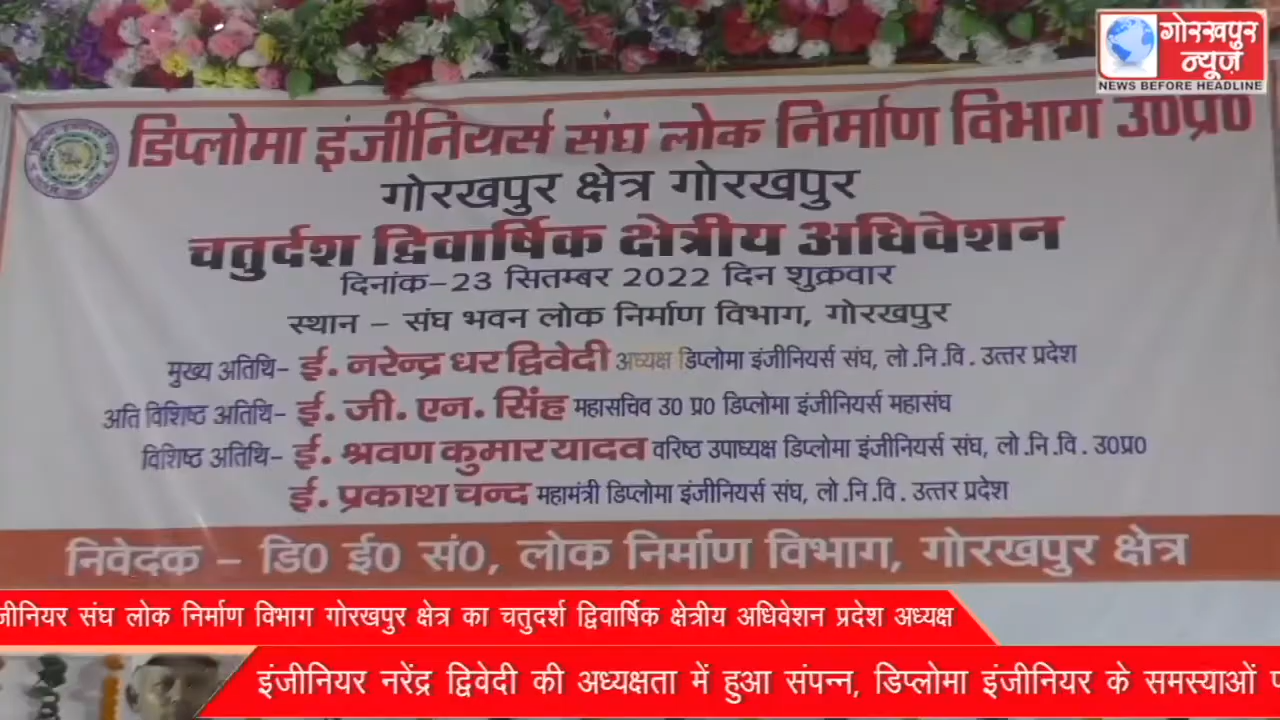 गोरखपुर
न्यूज़
NEWS BEFORE HEADLINE
डिप्लोमा इंजीनियर्स संघ लोक निर्माण विभाग उ0प्र0
गोरखपुर क्षेत्र गोरखपुर
चतुर्दश द्विवार्षिक क्षेत्रीय अधिवेशन
दिनांक-23 सितम्बर 2022 दिन शुक्रवार
स्थान - संघ भवन लोक निर्माण विभाग, गोरखपुर
मुख्य अतिथि- ई. नरेन्द्र धर द्विवेदी अध्यक्ष डिप्लोमा इंजीनियर्स संघ, लो.नि.वि. उत्तर प्रदेश
अति विशिष्ठ अतिथि- ई. जी. एन. सिंह महासचिव उ0 प्र0 डिप्लोमा इंजीनियर्स महासंघ
विशिष्ठ अतिथि- ई. श्रवण कुमार यादव वरिष्ठ उपाध्यक्ष डिप्लोमा इंजीनियर्स संघ, लो.नि.वि. उ0प्र0
ई. प्रकाश चन्द महामंत्री डिप्लोमा इंजीनियर्स संघ, लो.नि.वि. उत्तर प्रदेश
निवेदक - डि0 ई0 सं0, लोक निर्माण विभाग, गोरखपुर क्षेत्र
जीनियर संघ लोक निर्माण विभाग गोरखपुर क्षेत्र का चतुदर्श द्विवार्षिक क्षेत्रीय अधिवेशन प्रदेश अध्यक्ष
इंजीनियर नरेंद्र द्विवेदी की अध्यक्षता में हुआ संपन्न, डिप्लोमा इंजीनियर के समस्याओं